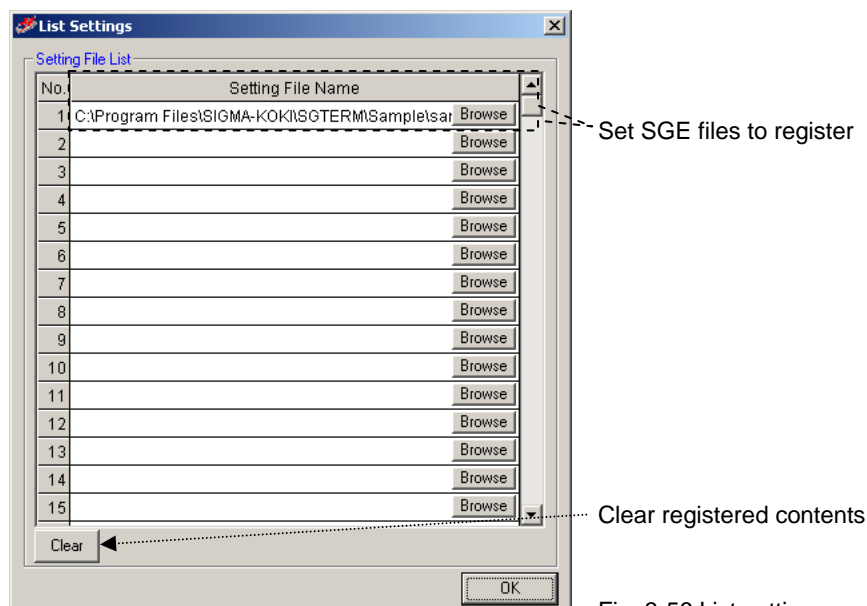 List Settings
Setting File List
No. Setting File Name
1 C:\Program Files\SIGMA-KOKI\SGTERM\Sample\sar Browse
Set SGE files to register
2 Browse
3 Browse
4 Browse
5 Browse
6 Browse
7 Browse
8 Browse
9 Browse
10 Browse
11 Browse
12 Browse
13 Browse
14 Browse
15 Browse
Clear registered contents
Clear
OK